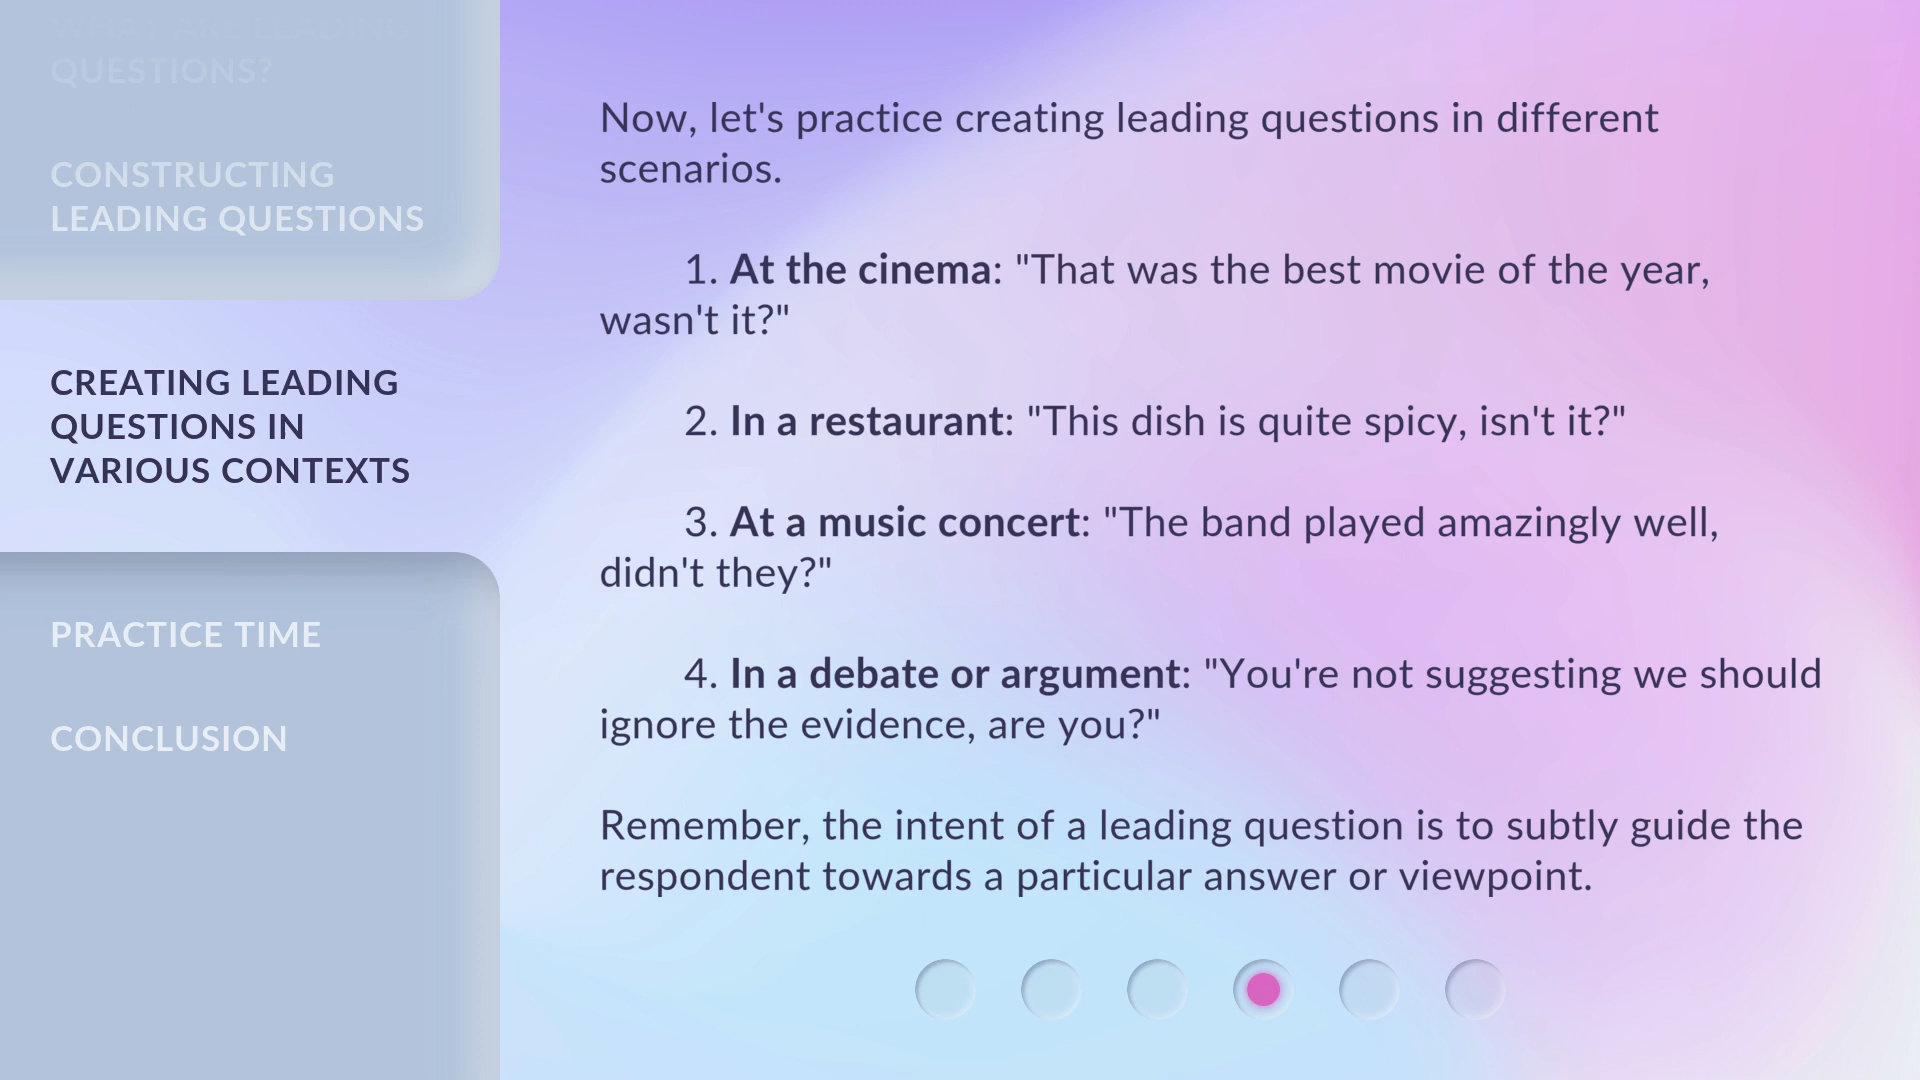 WHAT ARE LEADING
QUESTIONS?
CONSTRUCTING
LEADING QUESTIONS
CREATING LEADING
QUESTIONS IN
VARIOUS CONTEXTS
PRACTICE TIME
CONCLUSION
Now, let's practice creating leading questions in different
scenarios.
1. At the cinema: "That was the best movie of the year,
wasn't it?"
2. In a restaurant: "This dish is quite spicy, isn't it?"
3. At a music concert: "The band played amazingly well,
didn't they?"
4. In a debate or argument: "You're not suggesting we should
ignore the evidence, are you?"
Remember, the intent of a leading question is to subtly guide the
respondent towards a particular answer or viewpoint.